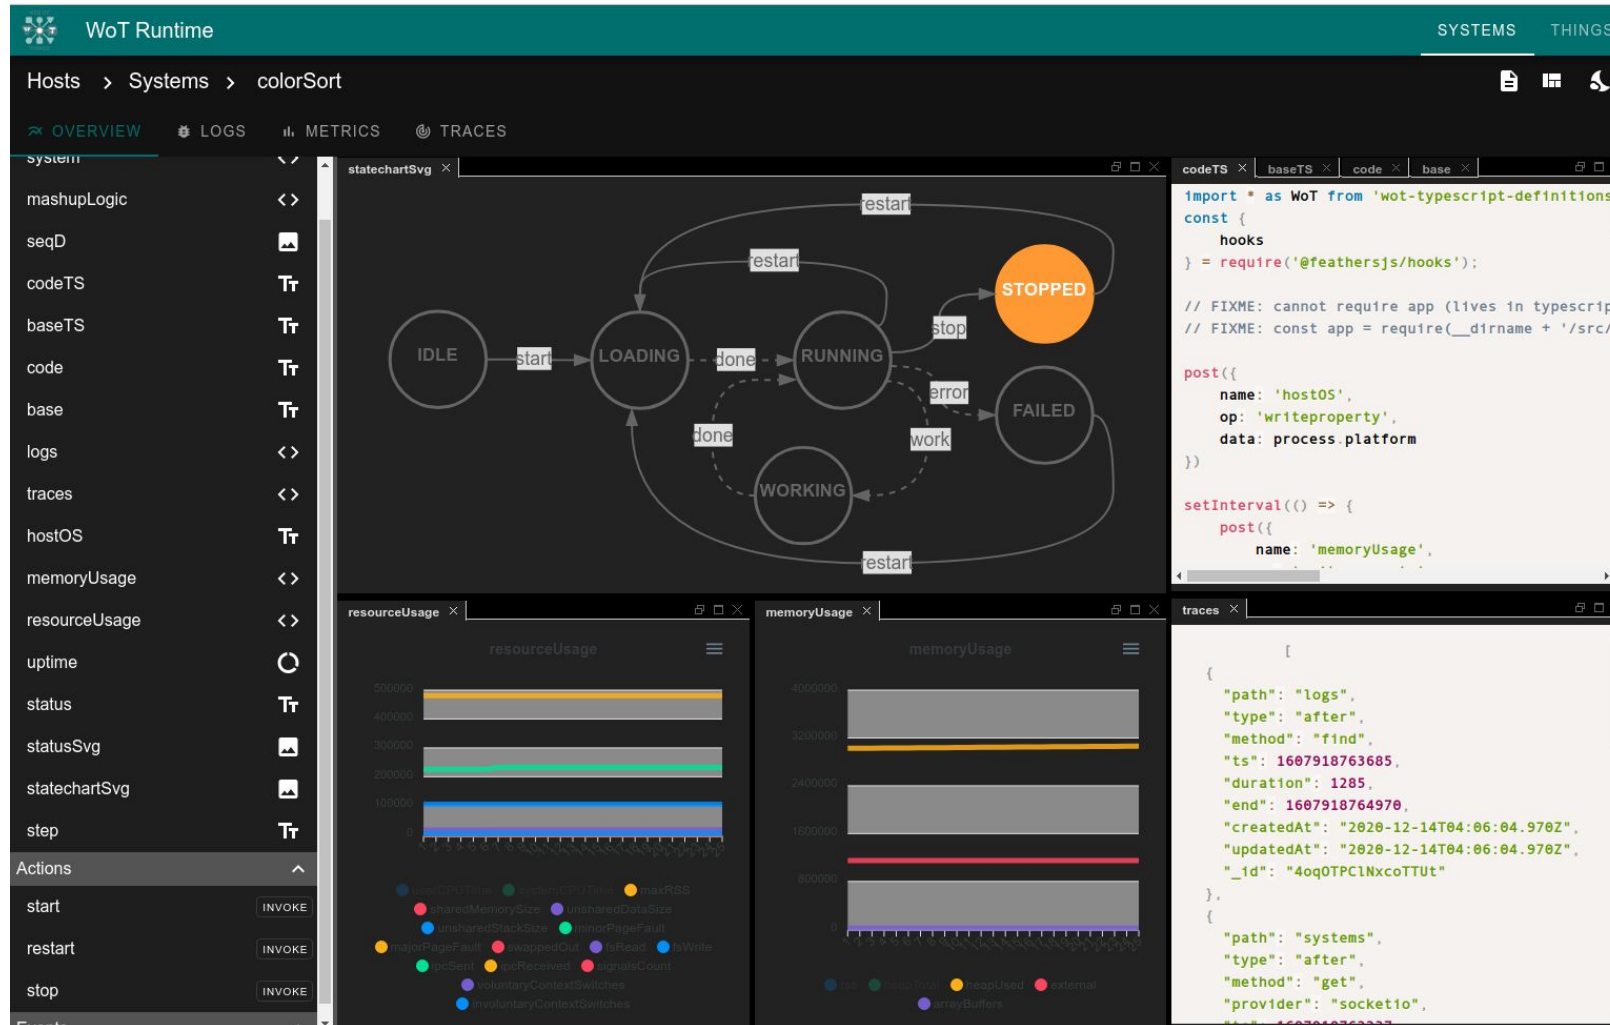 WoT Runtime
SYSTEMS
THINGS
Hosts > Systems > colorSort
OVERVIEW
LOGS
METRICS
TRACES
system
mashupLogic
seqD
codeTS
baseTS
code
base
logs
traces
hostOS
memoryUsage
resourceUsage
uptime
status
statusSvg
statechartSvg
step
Actions
start INVOKE
restart INVOKE
stop INVOKE
Events
statechartSvg
restart
restart
STOPPED
stop
IDLE
start
LOADING
done
RUNNING
error
FAILED
done
work
WORKING
restart
codeTS baseTS code base
import * as WoT from 'wot-typescript-definitions
const {
hooks
} = require('@feathersjs/hooks');
// FIXME: cannot require app (lives in typescrip
// FIXME: const app = require(__dirname + '/src/
post({
name: 'hostOS',
op: 'writeproperty',
data: process.platform
})
setInterval(() => {
post({
name: 'memoryUsage',
resourceUsage
resourceUsage
500000
400000
300000
200000
100000
0
userCPUTime systemCPUTime maxRSS
sharedMemorySize unsharedDataSize
unsharedStackSize minorPageFault
majorPageFault swappedOut fsRead fsWrite
ipcSent ipcReceived signalsCount
voluntaryContextSwitches
involuntaryContextSwitches
memoryUsage
memoryUsage
4000000
3200000
2400000
1600000
800000
0
rss heapTotal heapUsed external
arrayBuffers
traces
[
{
"path": "logs",
"type": "after",
"method": "find",
"ts": 1607918763685,
"duration": 1285,
"end": 1607918764970,
"createdAt": "2020-12-14T04:06:04.970Z",
"updatedAt": "2020-12-14T04:06:04.970Z",
"_id": "4oqOTPClNxcoTTUt"
},
{
"path": "systems",
"type": "after",
"method": "get",
"provider": "socketio",